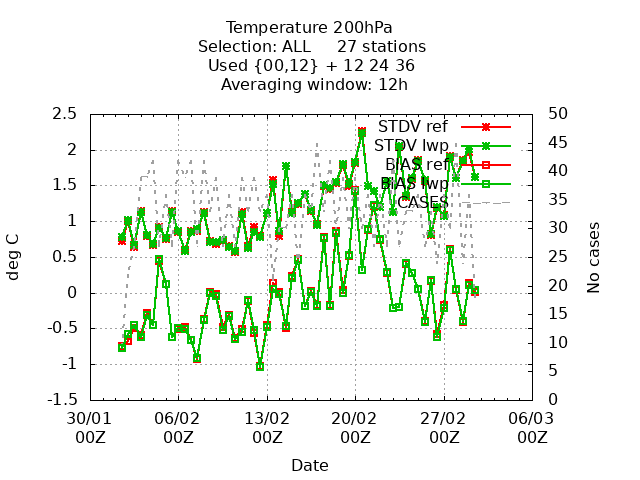 Temperature 200hPa
Selection: ALL 27 stations
Used {00,12} + 12 24 36
Averaging window: 12h
2.5
2
1.5
1
0.5
0
-0.5
-1
-1.5
deg C
50
45
40
35
30
25
20
15
10
5
0
No cases
STDV ref
STDV lwp
BIAS ref
BIAS lwp
CASES
30/01 06/02 13/02 20/02 27/02 06/03
00Z 00Z 00Z 00Z 00Z 00Z
Date